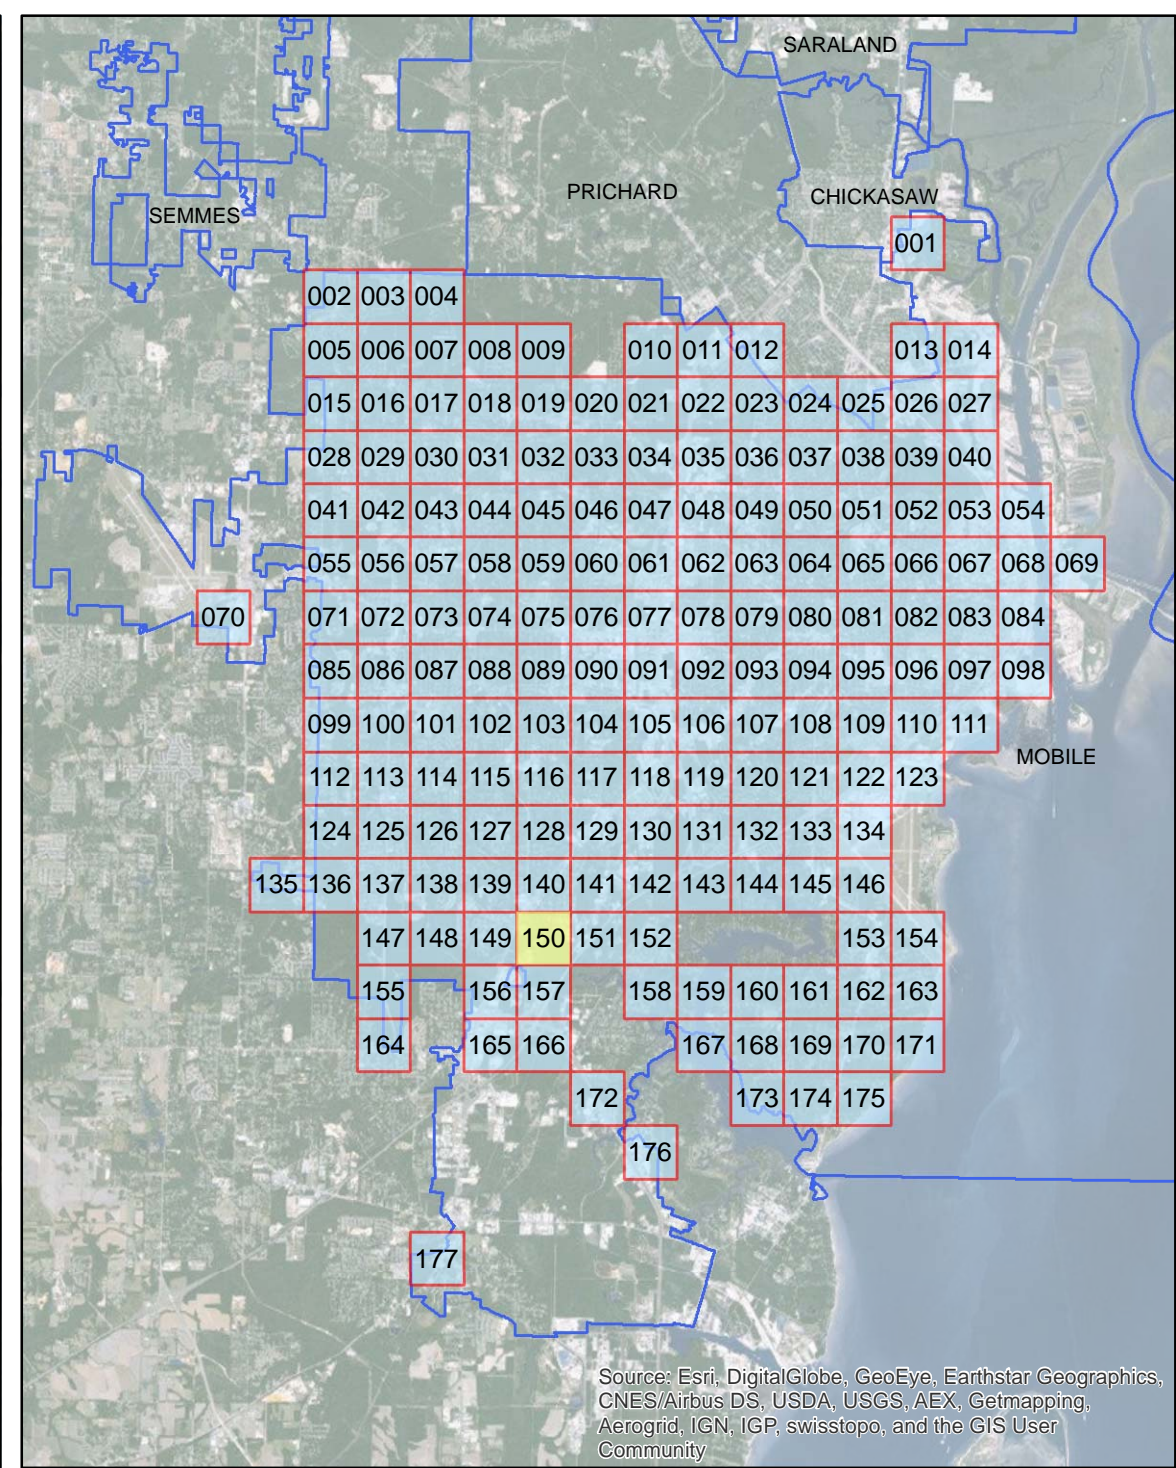 SARALAND
PRICHARD
CHICKASAW
SEMMES
001
002 003 004
005 006 007 008 009 010 011 012 013 014
015 016 017 018 019 020 021 022 023 024 025 026 027
028 029 030 031 032 033 034 035 036 037 038 039 040
041 042 043 044 045 046 047 048 049 050 051 052 053 054
055 056 057 058 059 060 061 062 063 064 065 066 067 068 069
070 071 072 073 074 075 076 077 078 079 080 081 082 083 084
085 086 087 088 089 090 091 092 093 094 095 096 097 098
099 100 101 102 103 104 105 106 107 108 109 110 111
MOBILE
112 113 114 115 116 117 118 119 120 121 122 123
124 125 126 127 128 129 130 131 132 133 134
135 136 137 138 139 140 141 142 143 144 145 146
147 148 149 150 151 152 153 154
155 156 157 158 159 160 161 162 163
164 165 166 167 168 169 170 171
172 173 174 175
176
177
Source: Esri, DigitalGlobe, GeoEye, Earthstar Geographics,
CNES/Airbus DS, USDA, USGS, AEX, Getmapping,
Aerogrid, IGN, IGP, swisstopo, and the GIS User
Community